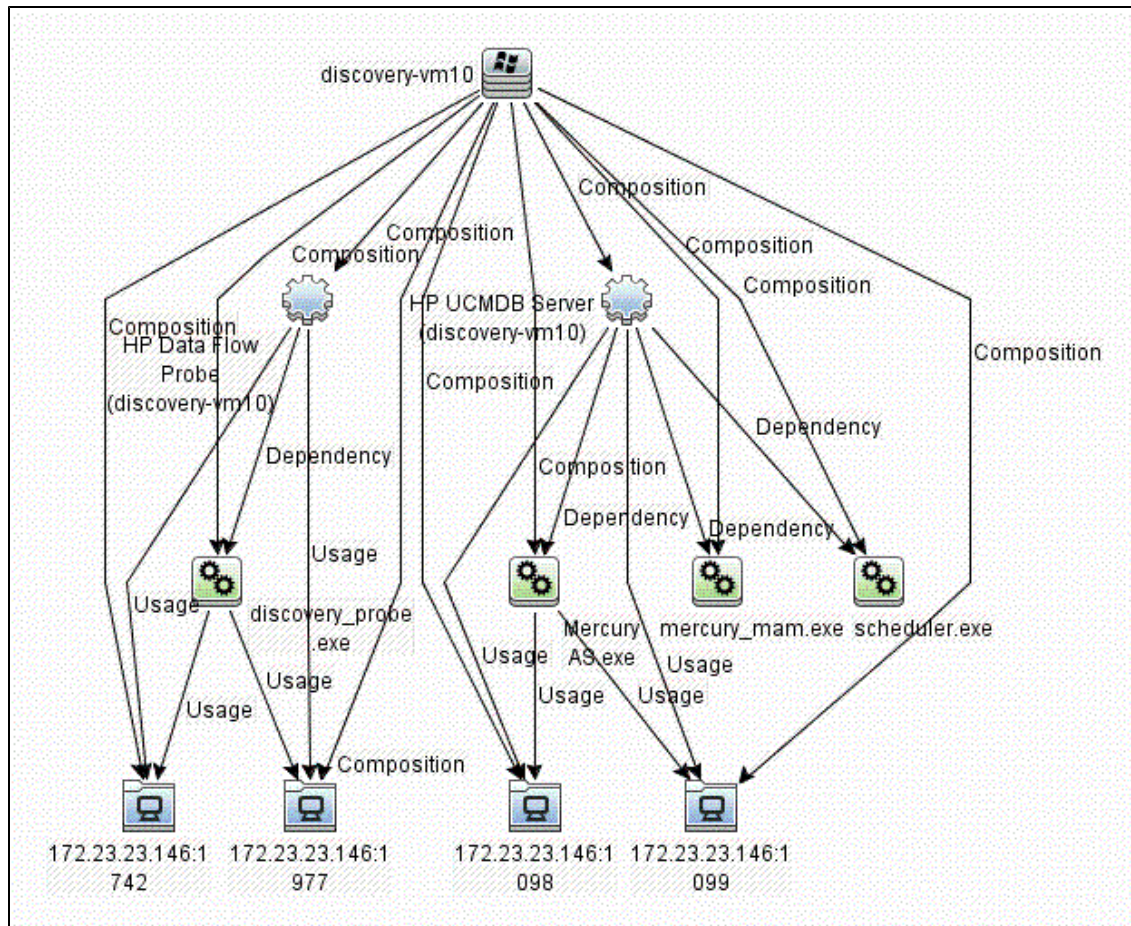 discovery-vm10
Composition
Composition
Composition
Composition
Composition
Composition
HP UCMDB Server
(discovery-vm10)
Composition
HP Data Flow
Probe
(discovery-vm10)
Composition
Composition
Dependency
Dependency
Composition
Dependency
Dependency
Usage
Usage
discovery_probe
.exe
Mercury
AS.exe
mercury_mam.exe
scheduler.exe
Usage
Usage
Usage
Usage
Usage
Usage
Composition
172.23.23.146:1
742
172.23.23.146:1
977
172.23.23.146:1
098
172.23.23.146:1
099